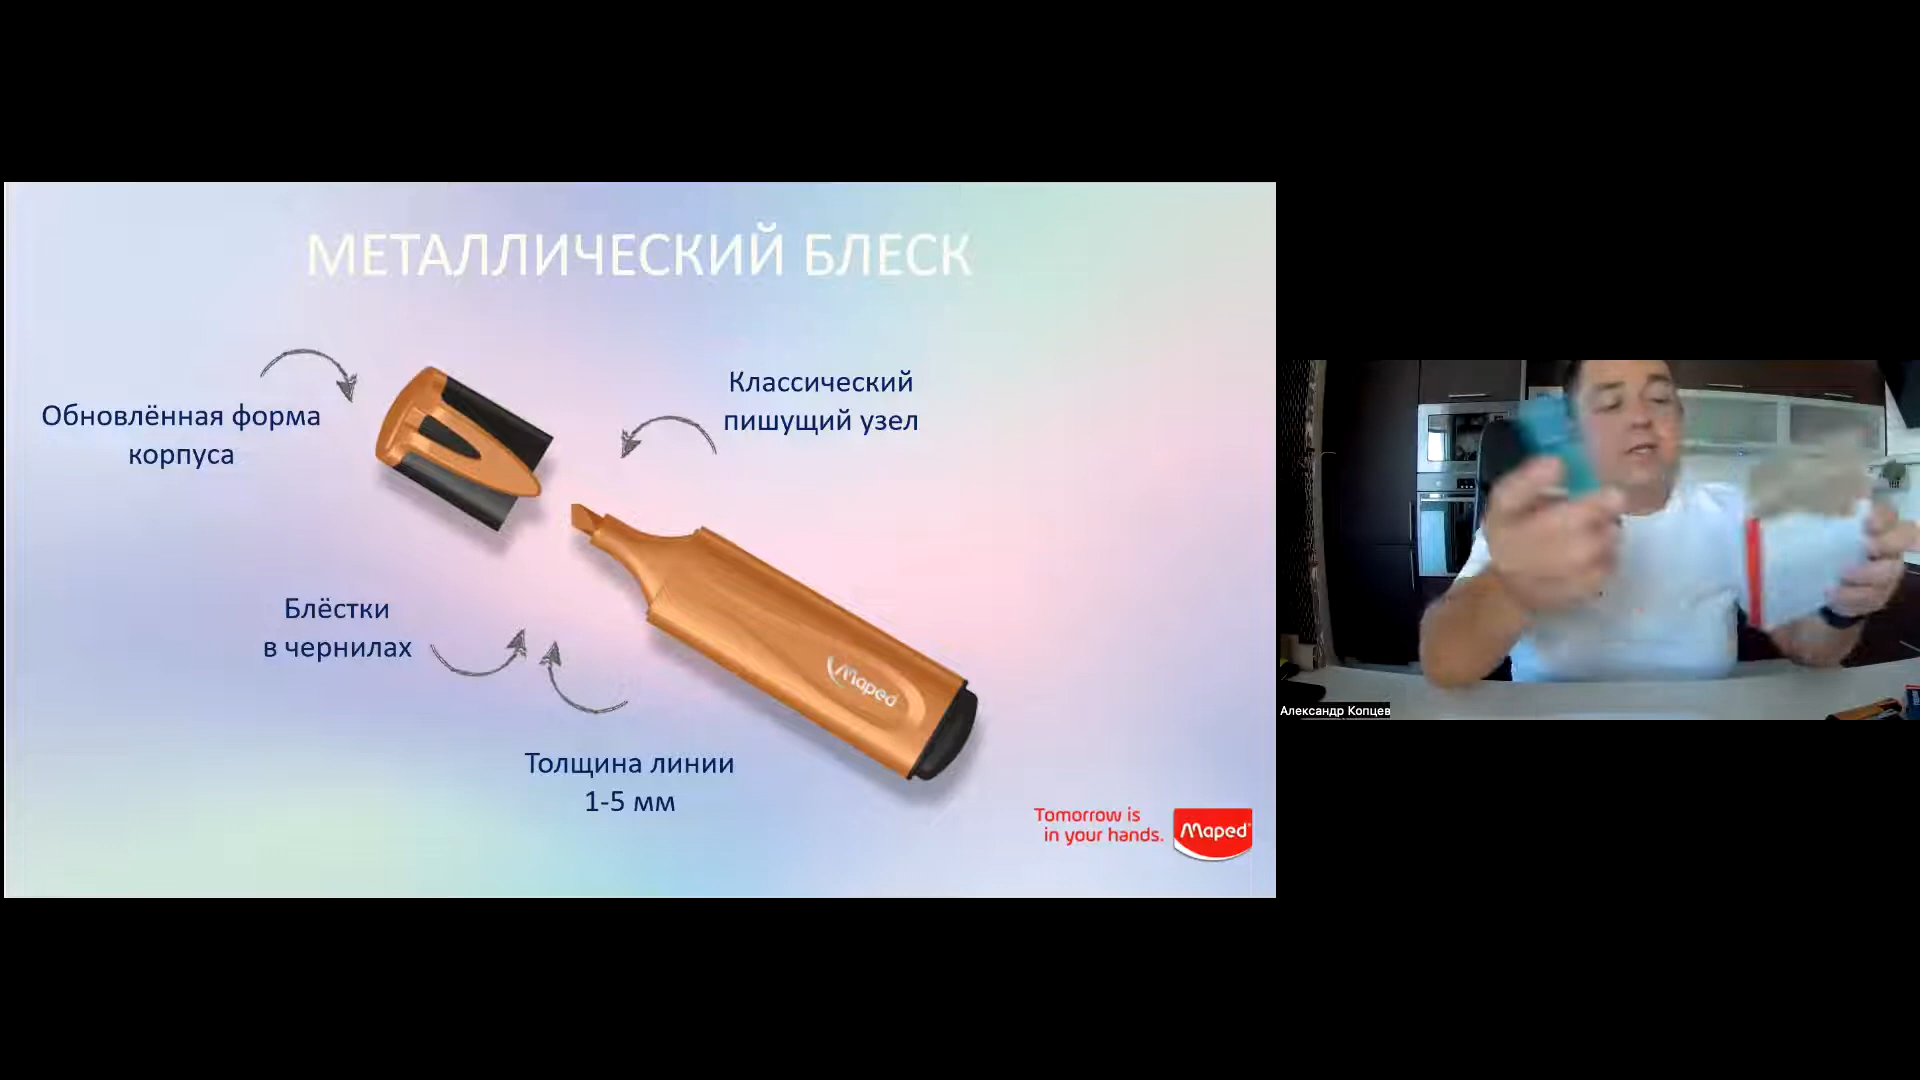 МЕТАЛЛИЧЕСКИЙ БЛЕСК
Обновлённая форма
корпуса
Классический
пишущий узел
Блёстки
в чернилах
Толщина линии
1-5 мм
Maped
Tomorrow is
in your hands.
Maped
Александр Копцев